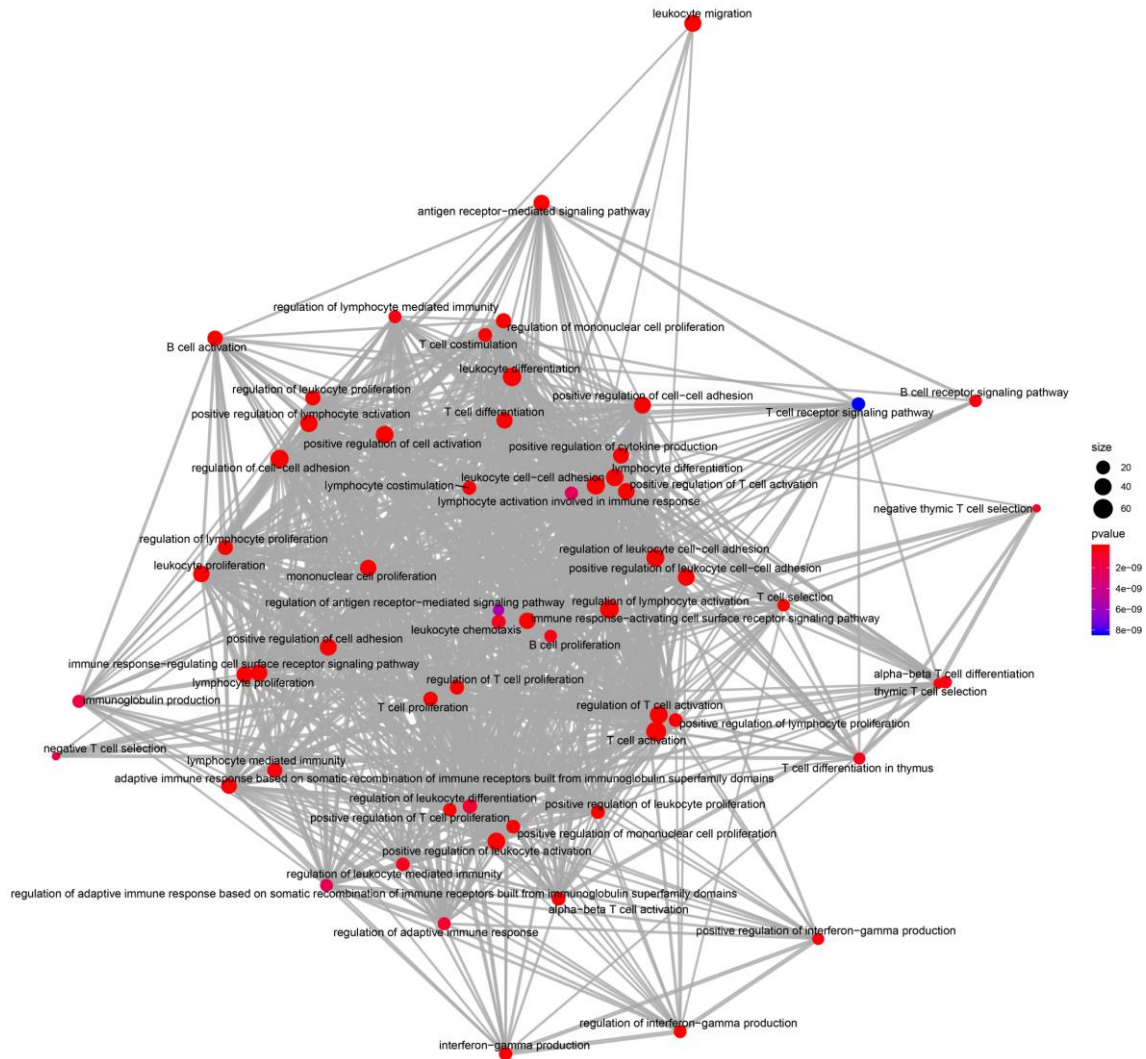 leukocyte migration
antigen receptor-mediated signaling pathway
regulation of lymphocyte mediated immunity
regulation of mononuclear cell proliferation
B cell activation
T cell costimulation
leukocyte differentiation
regulation of leukocyte proliferation
positive regulation of cell-cell adhesion
B cell receptor signaling pathway
positive regulation of lymphocyte activation
T cell differentiation
T cell receptor signaling pathway
positive regulation of cell activation
positive regulation of cytokine production
size
regulation of cell-cell adhesion
lymphocyte differentiation
20
leukocyte cell-cell adhesion
lymphocyte costimulation
positive regulation of T cell activation
40
lymphocyte activation involved in immune response
60
negative thymic T cell selection
pvalue
regulation of lymphocyte proliferation
regulation of leukocyte cell-cell adhesion
2e-09
leukocyte proliferation
mononuclear cell proliferation
positive regulation of leukocyte cell-cell adhesion
4e-09
T cell selection
regulation of antigen receptor-mediated signaling pathway
regulation of lymphocyte activation
6e-09
immune response-activating cell surface receptor signaling pathway
leukocyte chemotaxis
8e-09
positive regulation of cell adhesion
B cell proliferation
immune response-regulating cell surface receptor signaling pathway
alpha-beta T cell differentiation
lymphocyte proliferation
regulation of T cell proliferation
thymic T cell selection
immunoglobulin production
T cell proliferation
regulation of T cell activation
positive regulation of lymphocyte proliferation
T cell activation
negative T cell selection
lymphocyte mediated immunity
T cell differentiation in thymus
adaptive immune response based on somatic recombination of immune receptors built from immunoglobulin superfamily domains
regulation of leukocyte differentiation
positive regulation of leukocyte proliferation
positive regulation of T cell proliferation
positive regulation of mononuclear cell proliferation
positive regulation of leukocyte activation
regulation of leukocyte mediated immunity
regulation of adaptive immune response based on somatic recombination of immune receptors built from immunoglobulin superfamily domains
alpha-beta T cell activation
regulation of adaptive immune response
positive regulation of interferon-gamma production
regulation of interferon-gamma production
interferon-gamma production